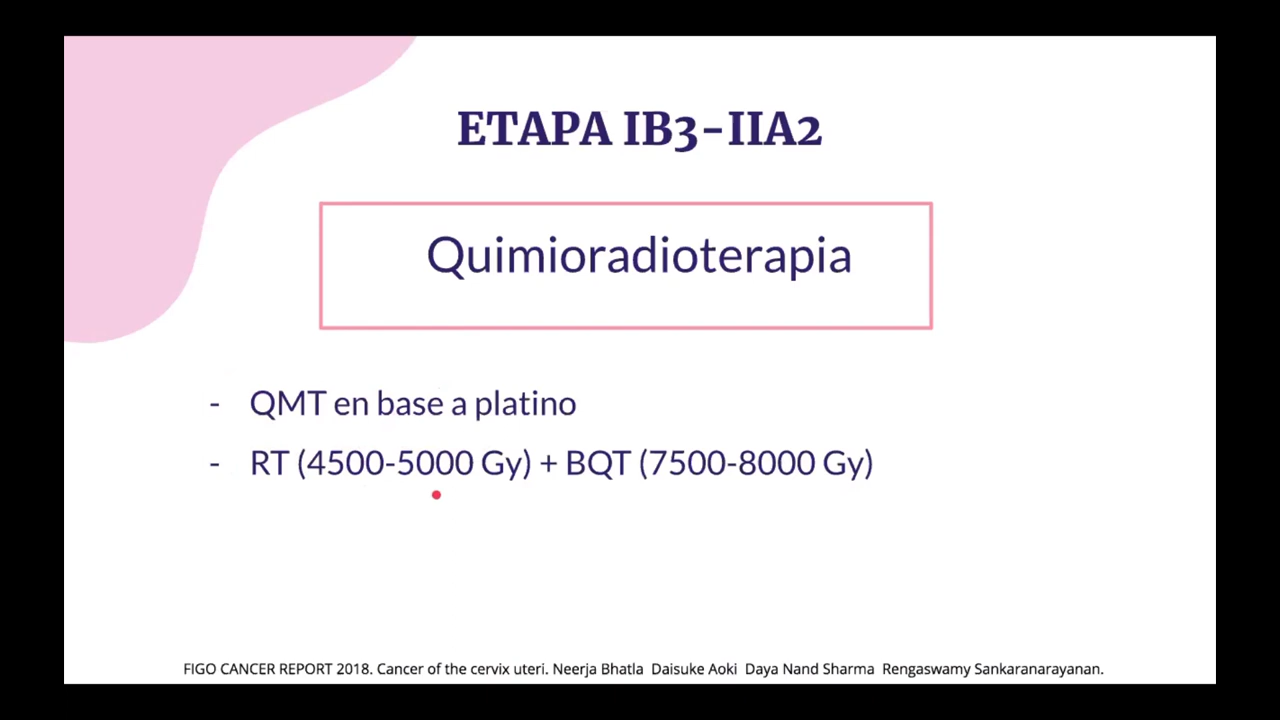 ETAPA IB3-IIA2
Quimioradioterapia
- QMT en base a platino
- RT (4500-5000 Gy) + BQT (7500-8000 Gy)
FIGO CANCER REPORT 2018. Cancer of the cervix uteri. Neerja Bhatla Daisuke Aoki Daya Nand Sharma Rengaswamy Sankaranarayanan.